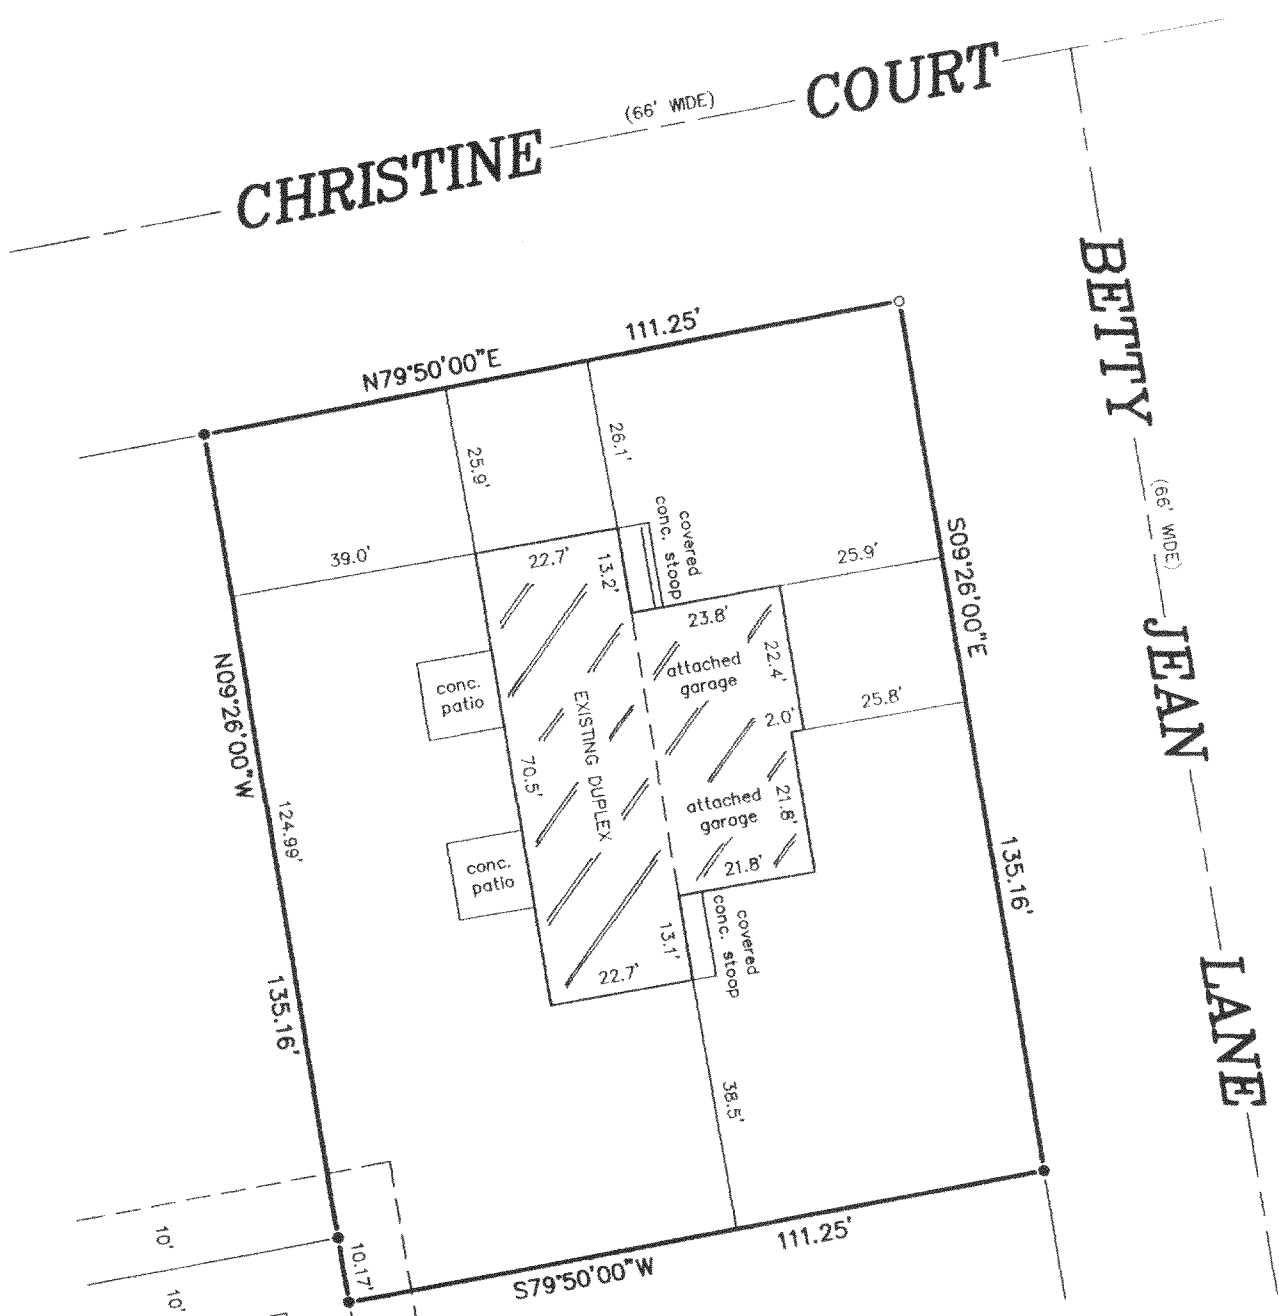 CHRISTINE
(66' WIDE)
COURT
BETTY
(66' WIDE)
JEAN
LANE
N79°50'00"E
111.25'
25.9'
26.1'
covered
conc. stoop
39.0'
22.7'
13.2'
25.9'
S09°26'00"E
23.8'
attached
garage
22.4'
conc.
patio
N09°26'00"W
EXISTING DUPLEX
2.0'
25.8'
70.5'
attached
garage
21.8'
124.99'
135.16'
conc.
patio
21.8'
13.1'
covered
conc. stoop
22.7'
135.16'
38.5'
10'
10.17'
10'
S79°50'00"W
111.25'